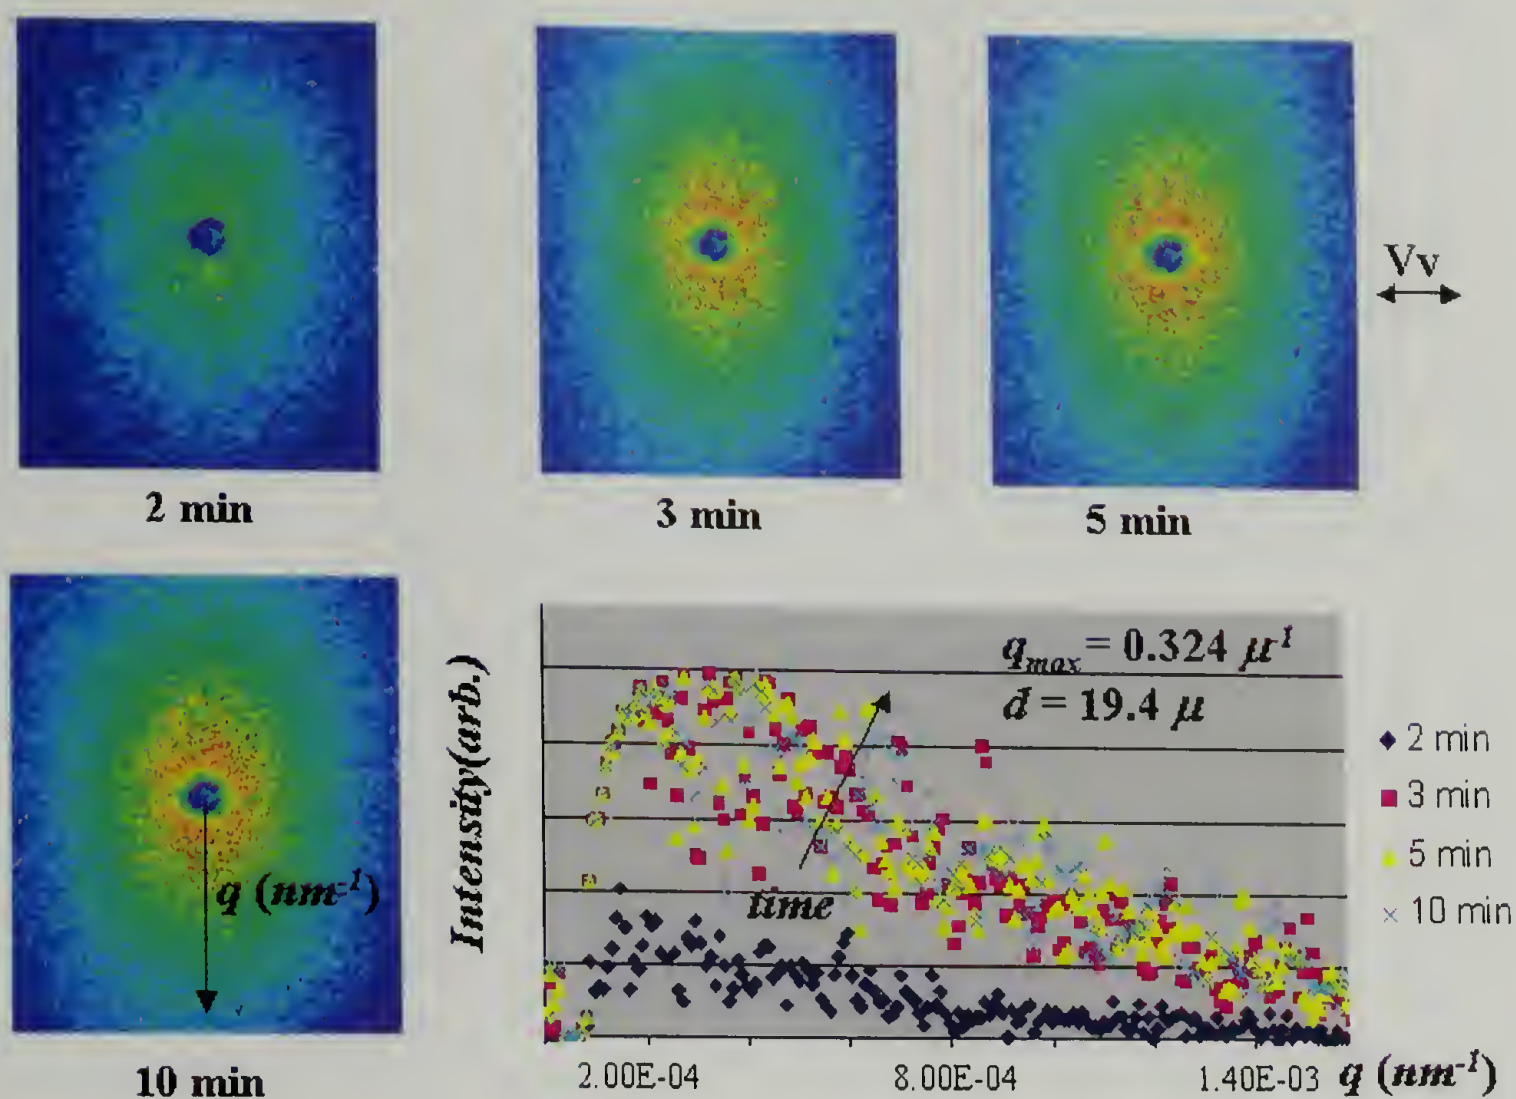 2 min
3 min
5 min
Vv
10 min
q (nm⁻¹)
Intensity(arb.)
q_max = 0.324 μ⁻¹
d = 19.4 μ
time
2 min
3 min
5 min
10 min
2.00E-04
8.00E-04
1.40E-03
q (nm⁻¹)